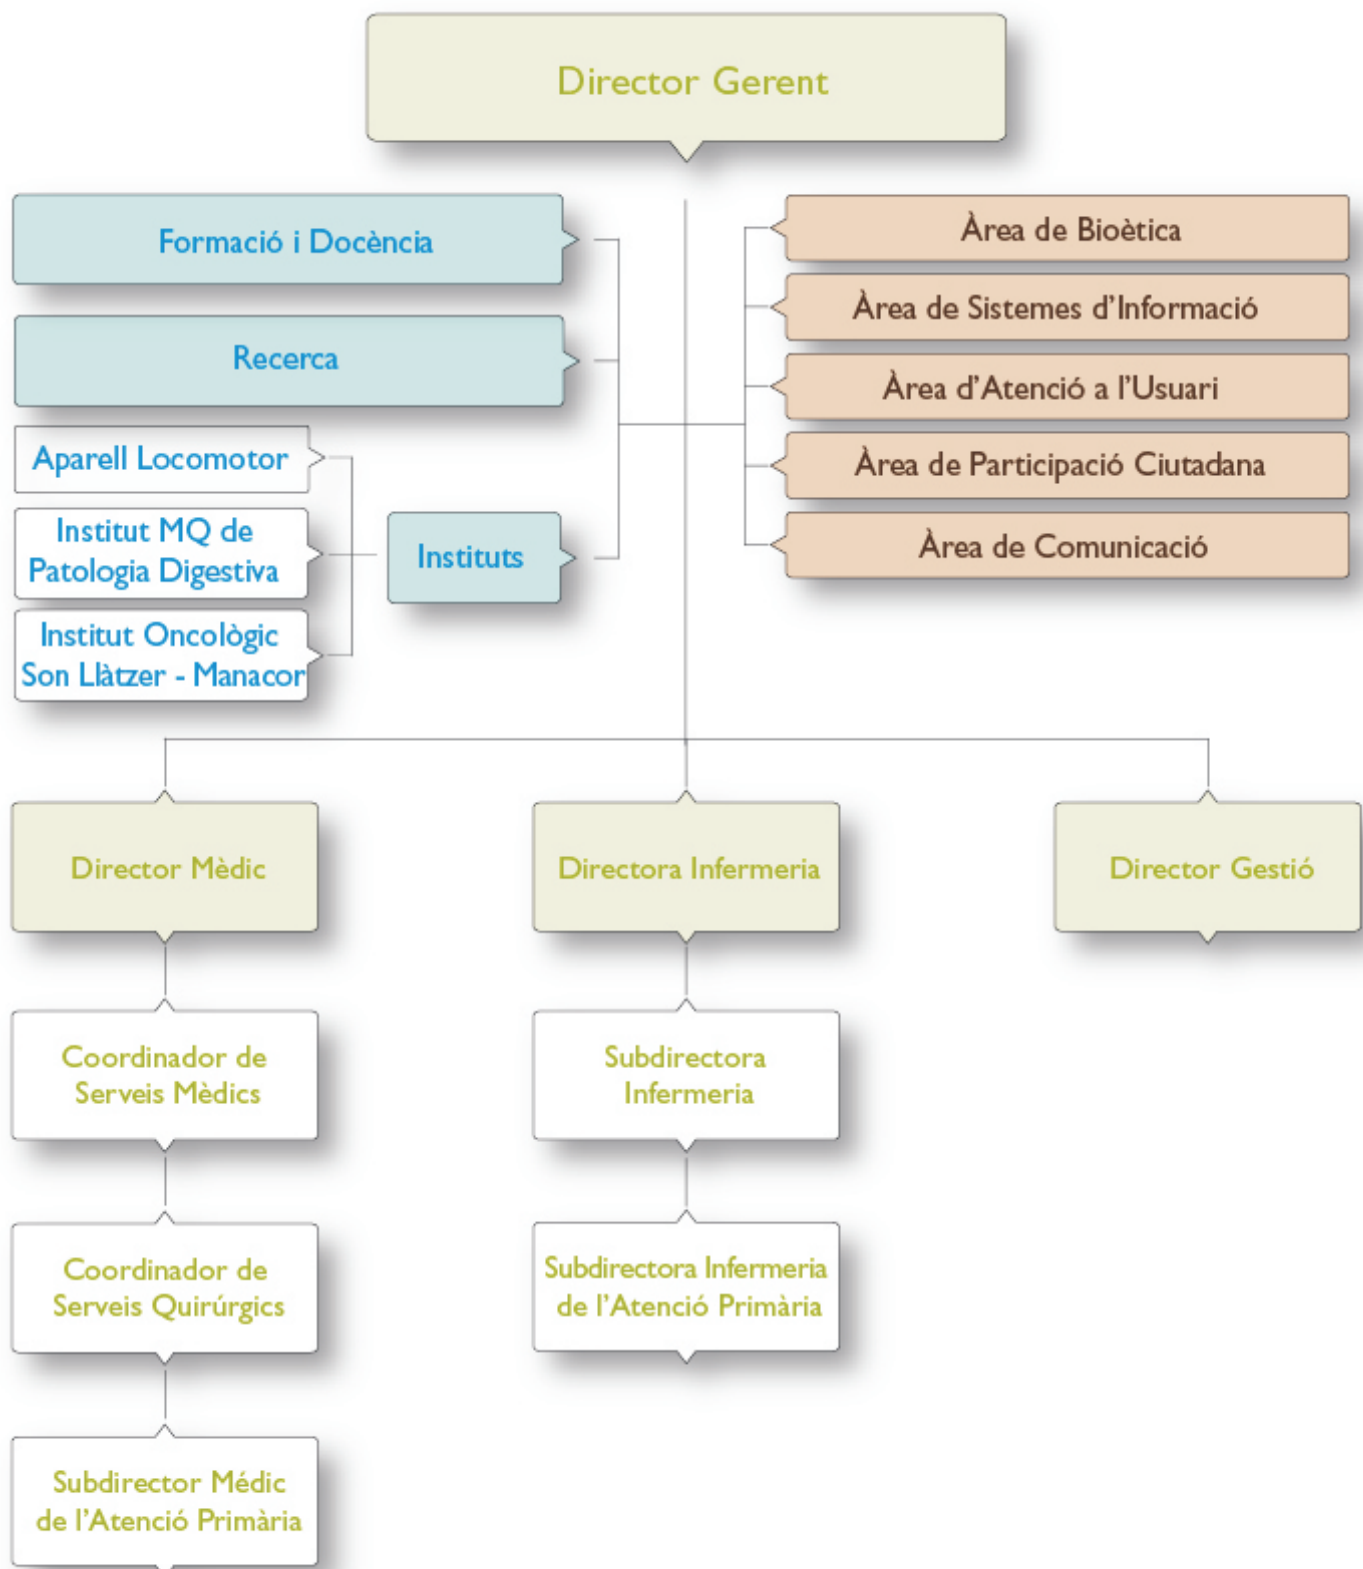 Director Gerent
Formació i Docència
Recerca
Aparell Locomotor
Institut MQ de
Patologia Digestiva
Institut Oncològic
Son Llàtzer - Manacor
Instituts
Àrea de Bioètica
Àrea de Sistemes d'Informació
Àrea d'Atenció a l'Usuari
Àrea de Participació Ciutadana
Àrea de Comunicació
Director Mèdic
Directora Infermeria
Director Gestió
Coordinador de
Serveis Mèdics
Subdirectora
Infermeria
Coordinador de
Serveis Quirúrgics
Subdirectora Infermeria
de l'Atenció Primària
Subdirector Médic
de l'Atenció Primària